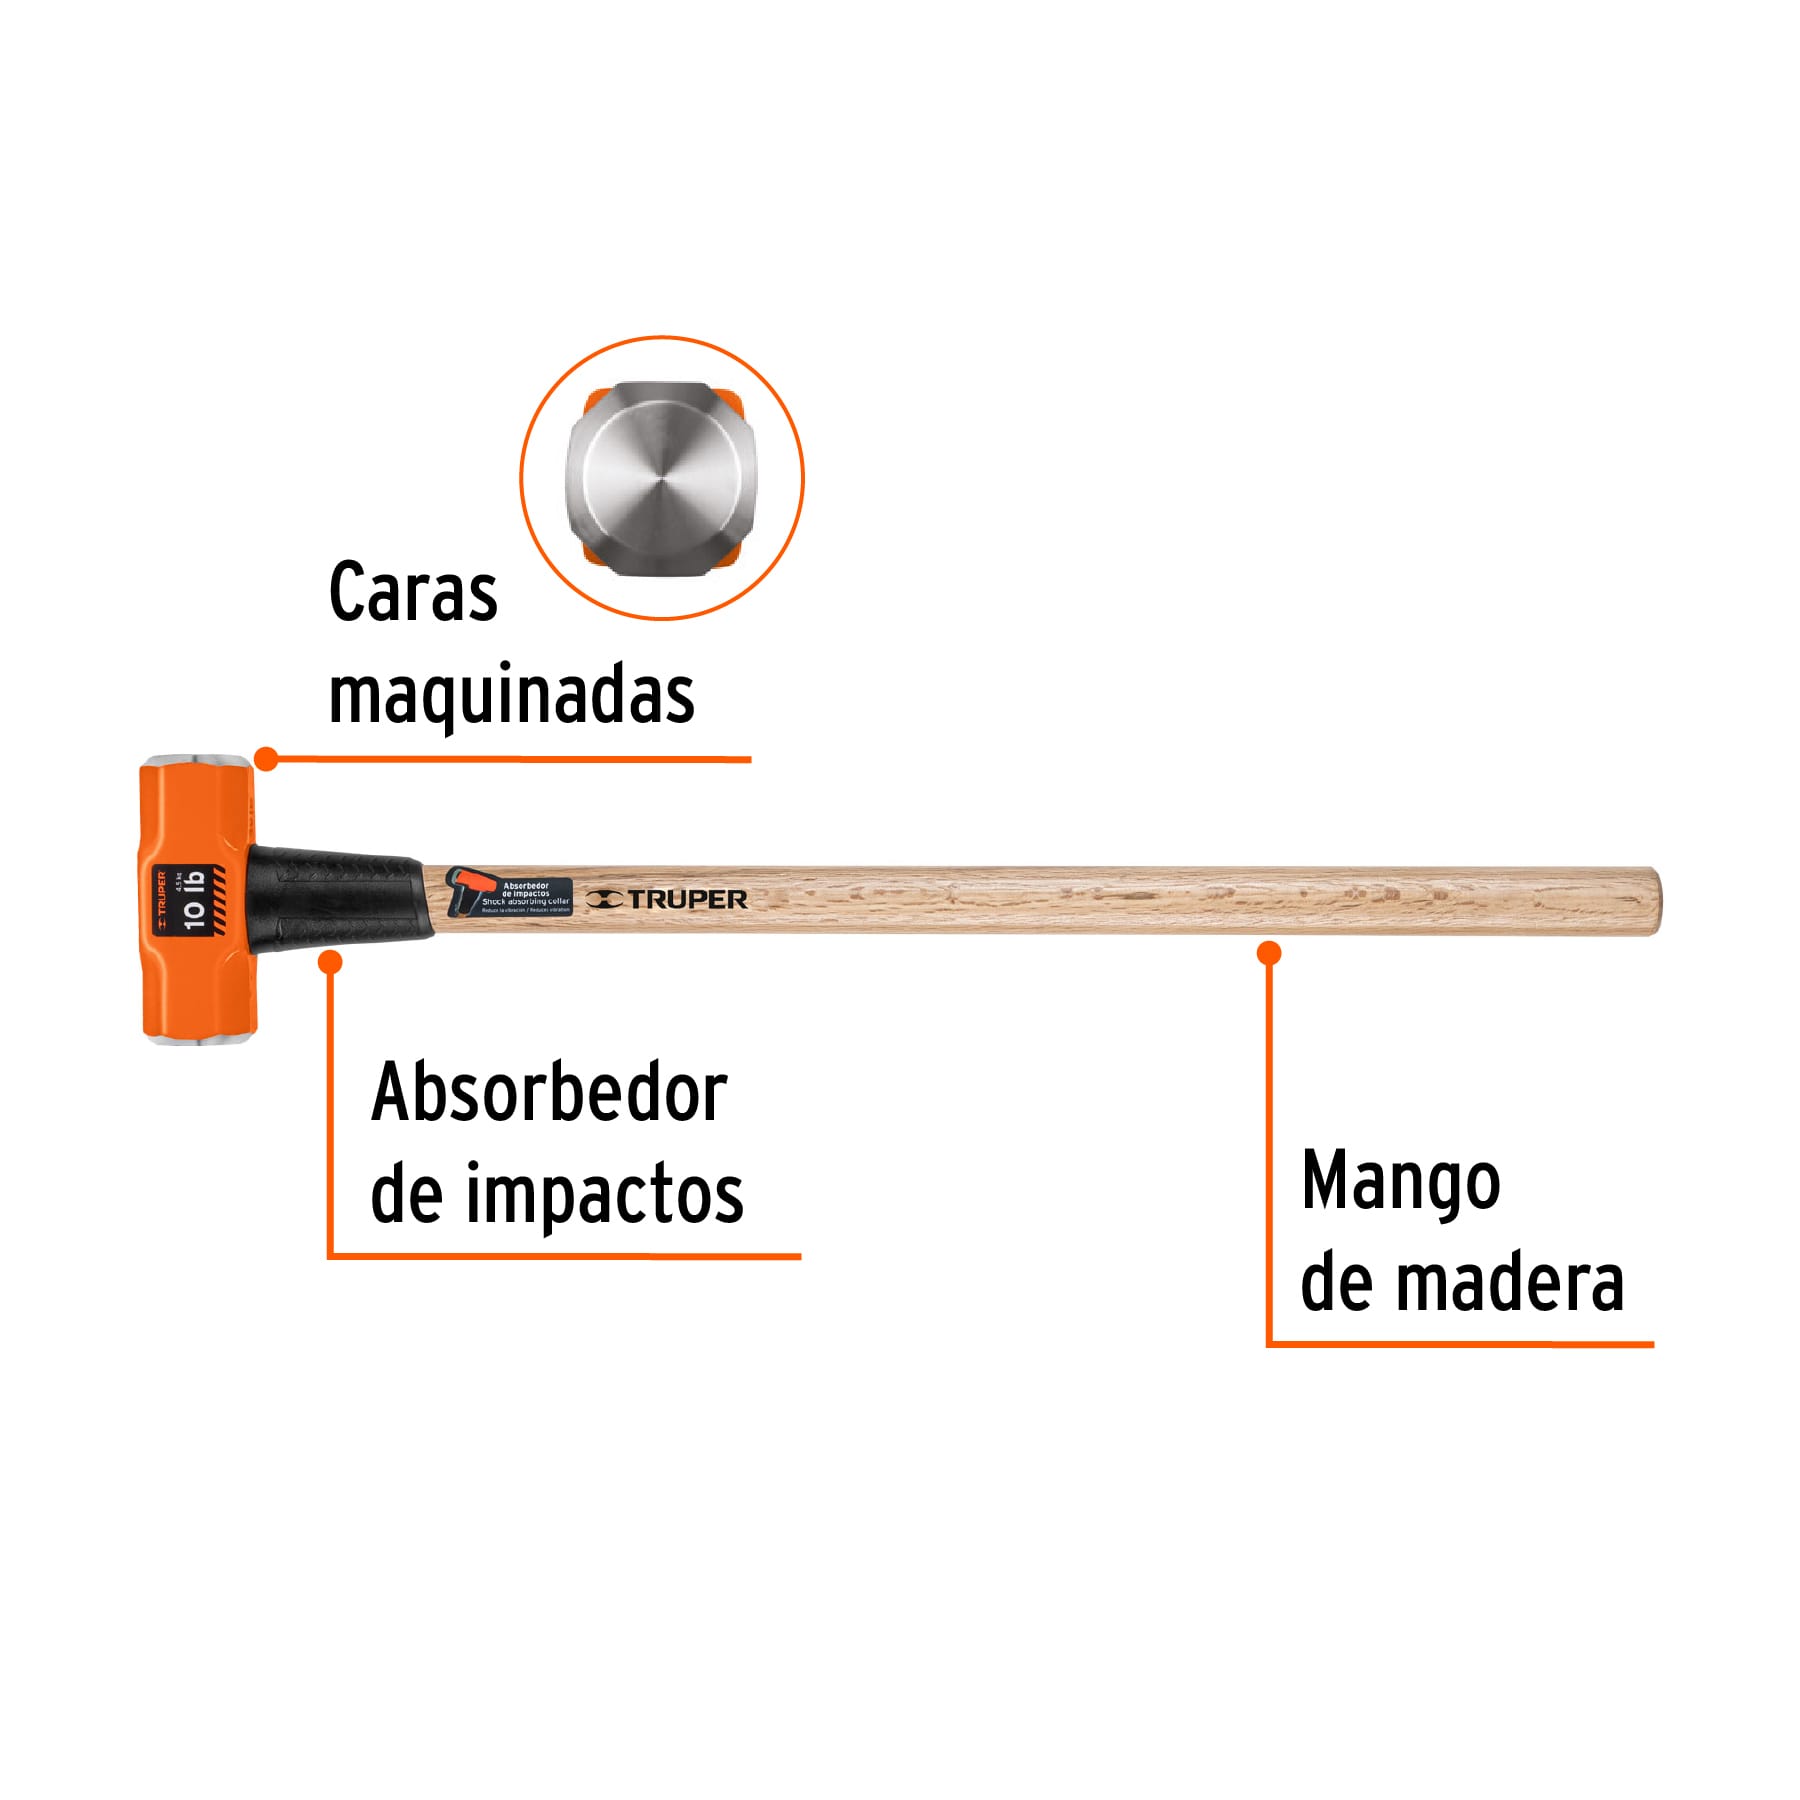 Caras
maquinadas
TRUPER
4.5 kg
10 lb
Absorbedor
de impactos
Shock absorbing collar
Reduce la vibración / Reduces vibration
TRUPER
Absorbedor
de impactos
Mango
de madera